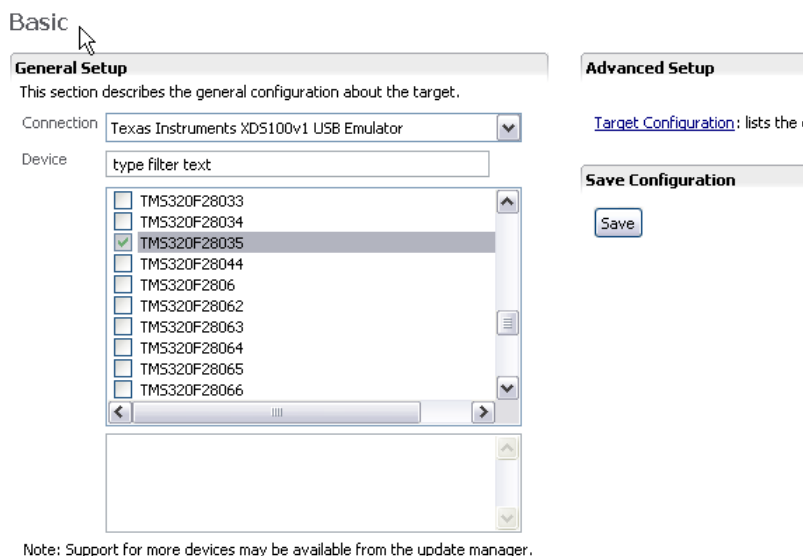 Basic
General Setup
This section describes the general configuration about the target.
Connection
Texas Instruments XDS100v1 USB Emulator
Device
type filter text
TMS320F28033
TMS320F28034
TMS320F28035
TMS320F28044
TMS320F2806
TMS320F28062
TMS320F28063
TMS320F28064
TMS320F28065
TMS320F28066
Note: Support for more devices may be available from the update manager.
Advanced Setup
Target Configuration: lists the
Save Configuration
Save